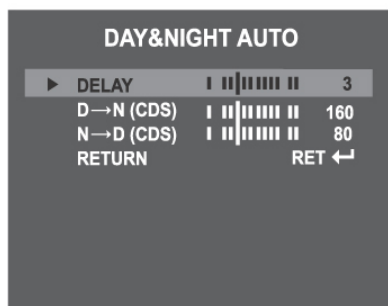 DAY&NIGHT AUTO
▶ DELAY 3
D→N (CDS) 160
N→D (CDS) 80
RETURN RET ↵